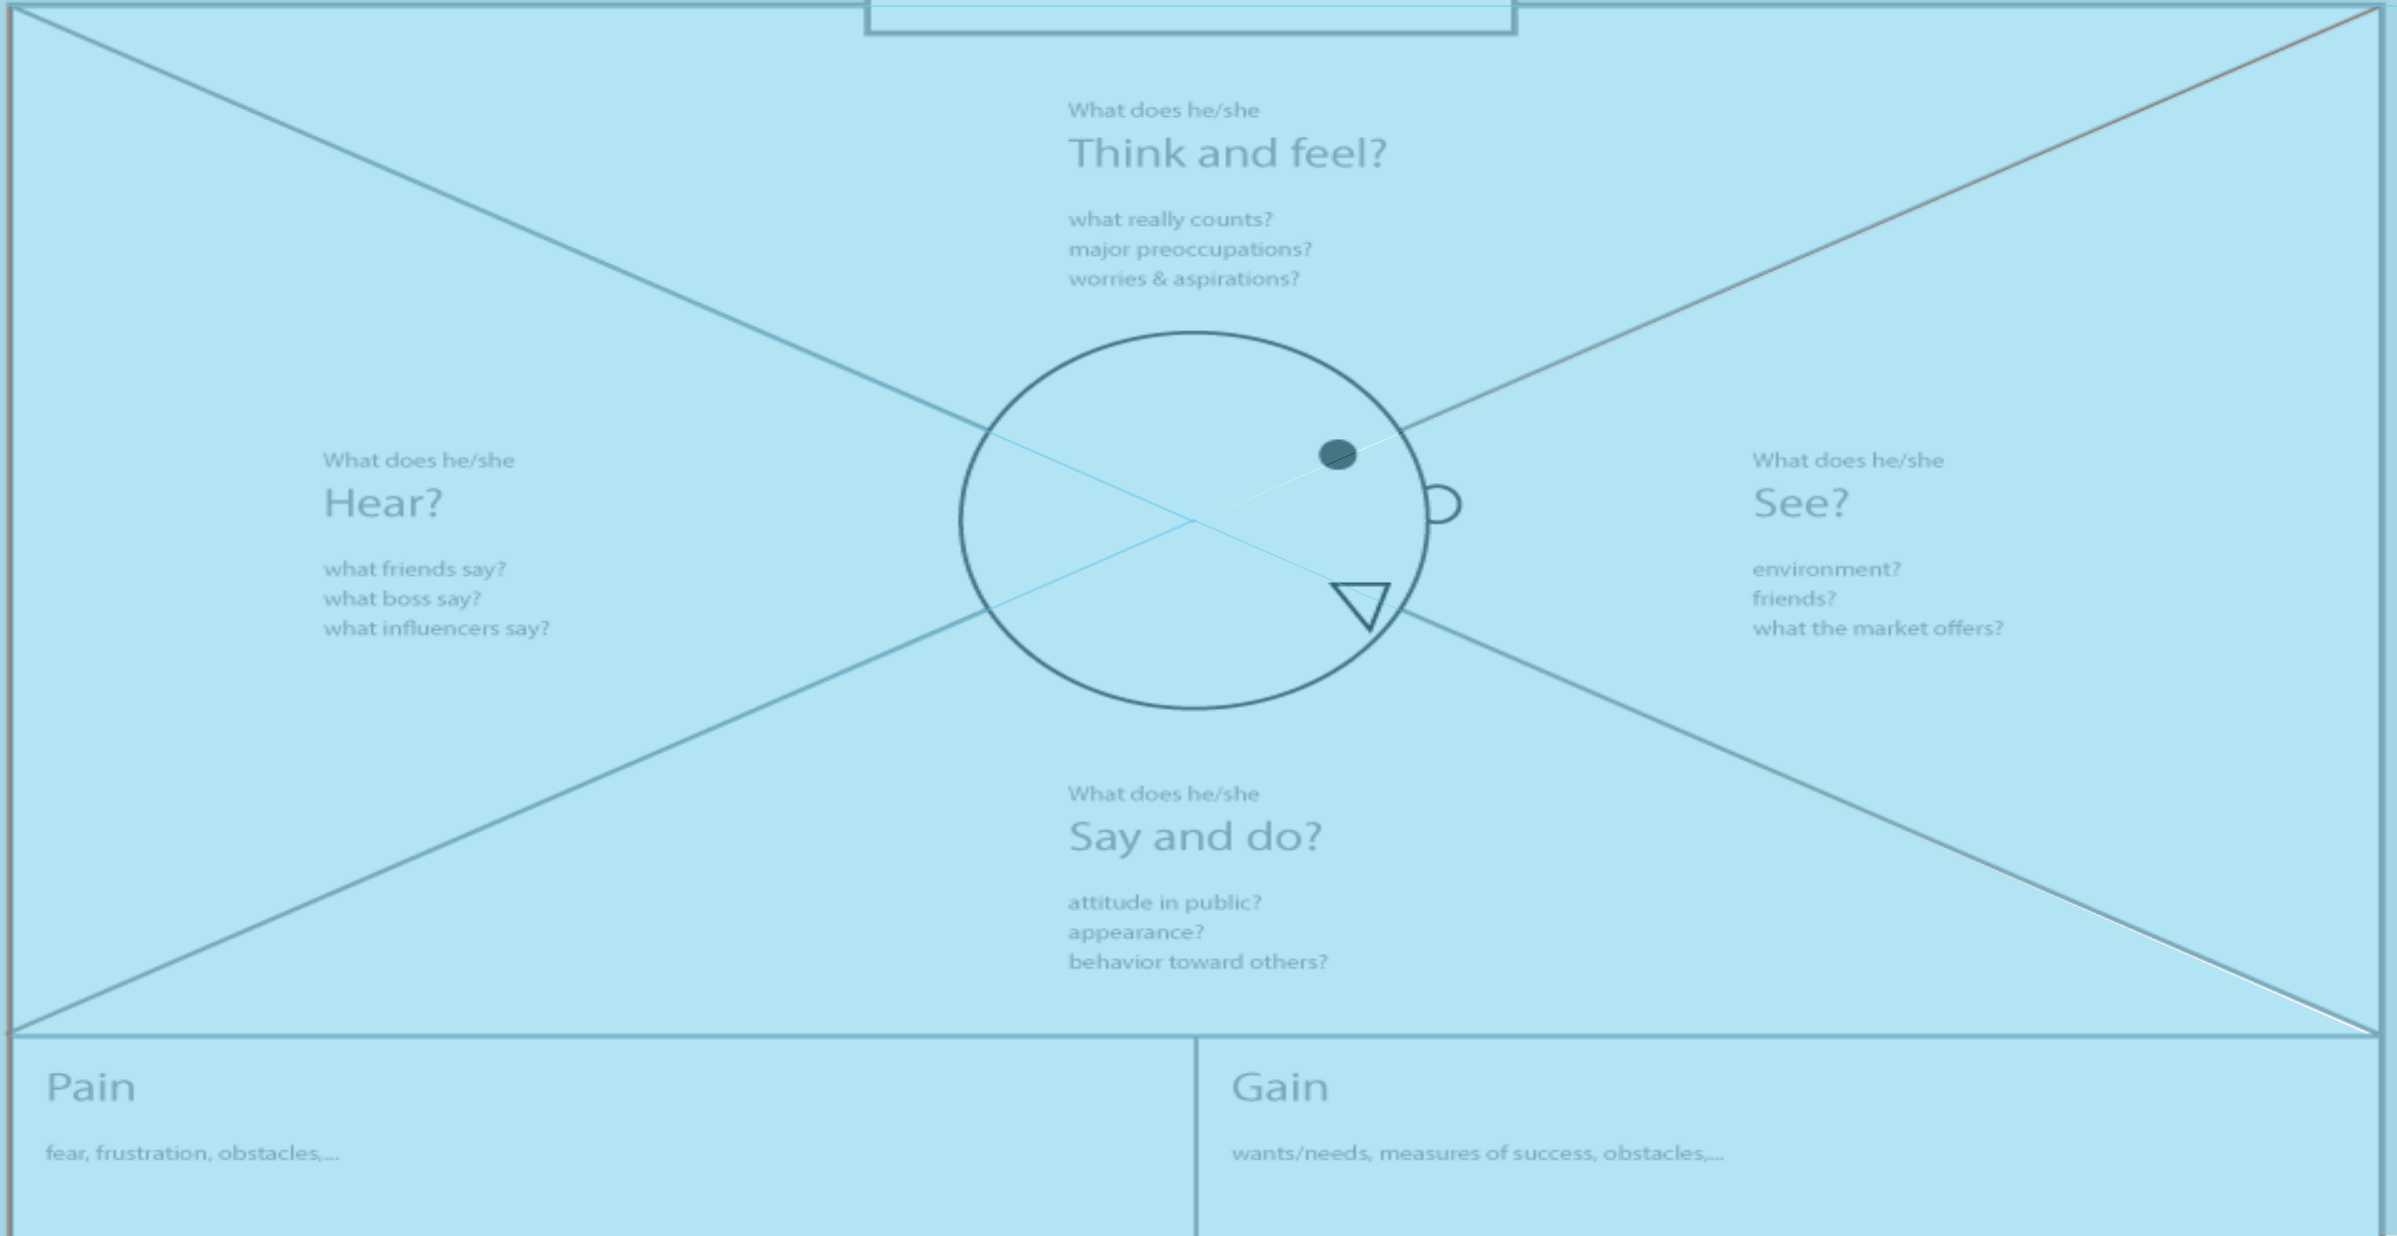 What does he/she
Think and feel?
what really counts?
major preoccupations?
worries & aspirations?
What does he/she
Hear?
what friends say?
what boss say?
what influencers say?
What does he/she
See?
environment?
friends?
what the market offers?
What does he/she
Say and do?
attitude in public?
appearance?
behavior toward others?
Pain
fear, frustration, obstacles,...
Gain
wants/needs, measures of success, obstacles,...